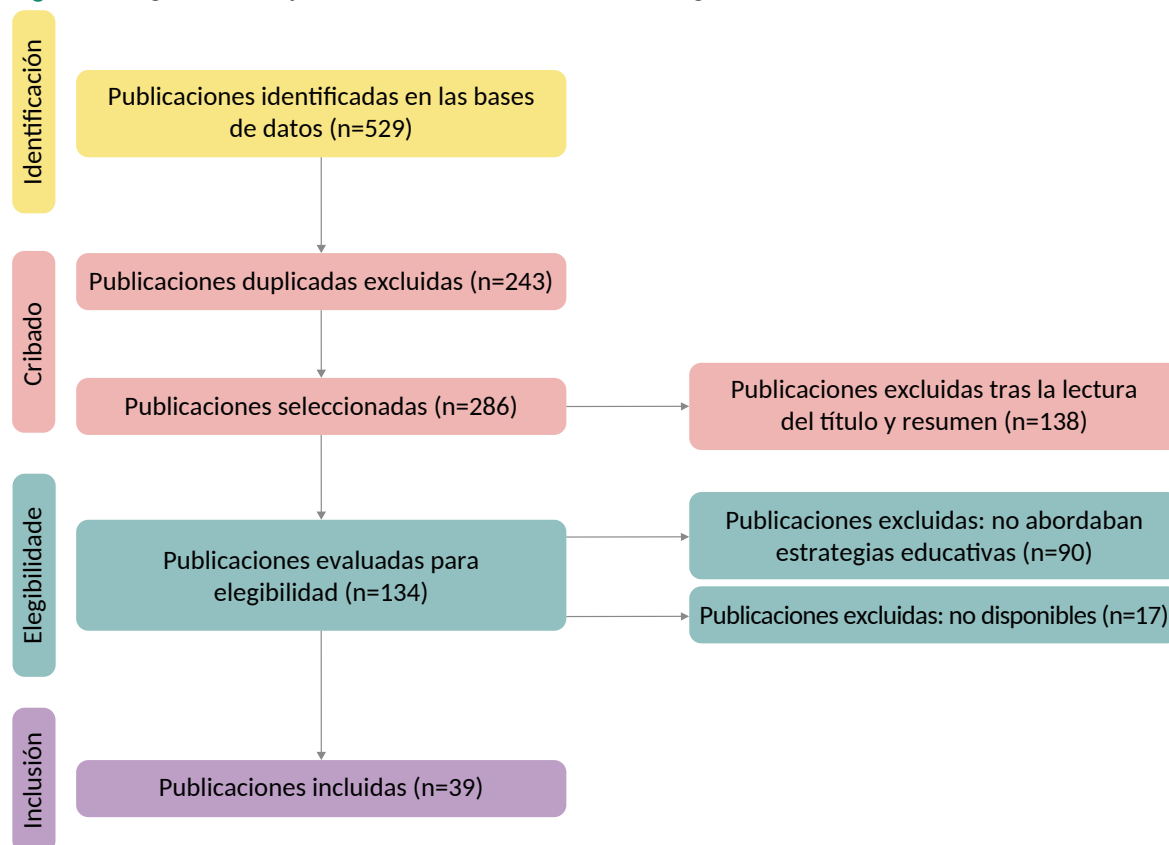 Identificación
Publicaciones identificadas en las bases
de datos (n=529)
Cribado
Publicaciones duplicadas excluidas (n=243)
Publicaciones seleccionadas (n=286)
Publicaciones excluidas tras la lectura
del título y resumen (n=138)
Elegibilidade
Publicaciones evaluadas para
elegibilidad (n=134)
Publicaciones excluidas: no abordaban
estrategias educativas (n=90)
Publicaciones excluidas: no disponibles (n=17)
Inclusión
Publicaciones incluidas (n=39)